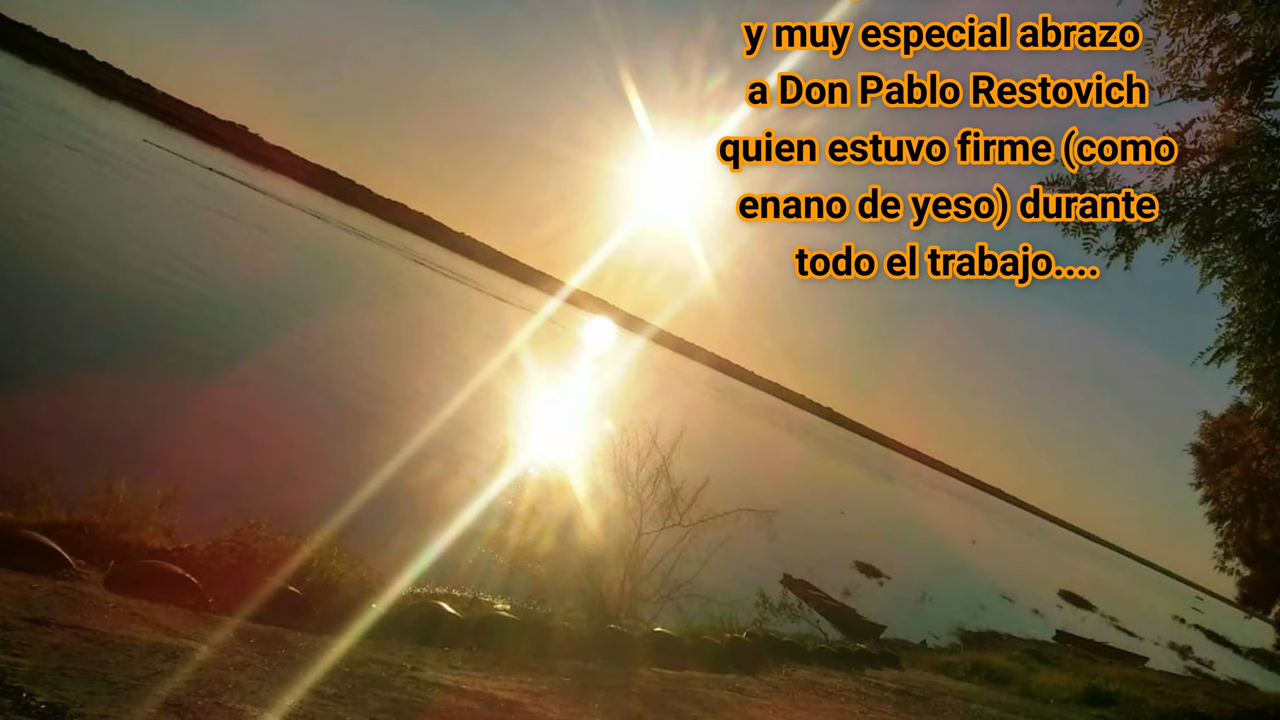 y muy especial abrazo
a Don Pablo Restovich
quien estuvo firme (como
enano de yeso) durante
todo el trabajo....